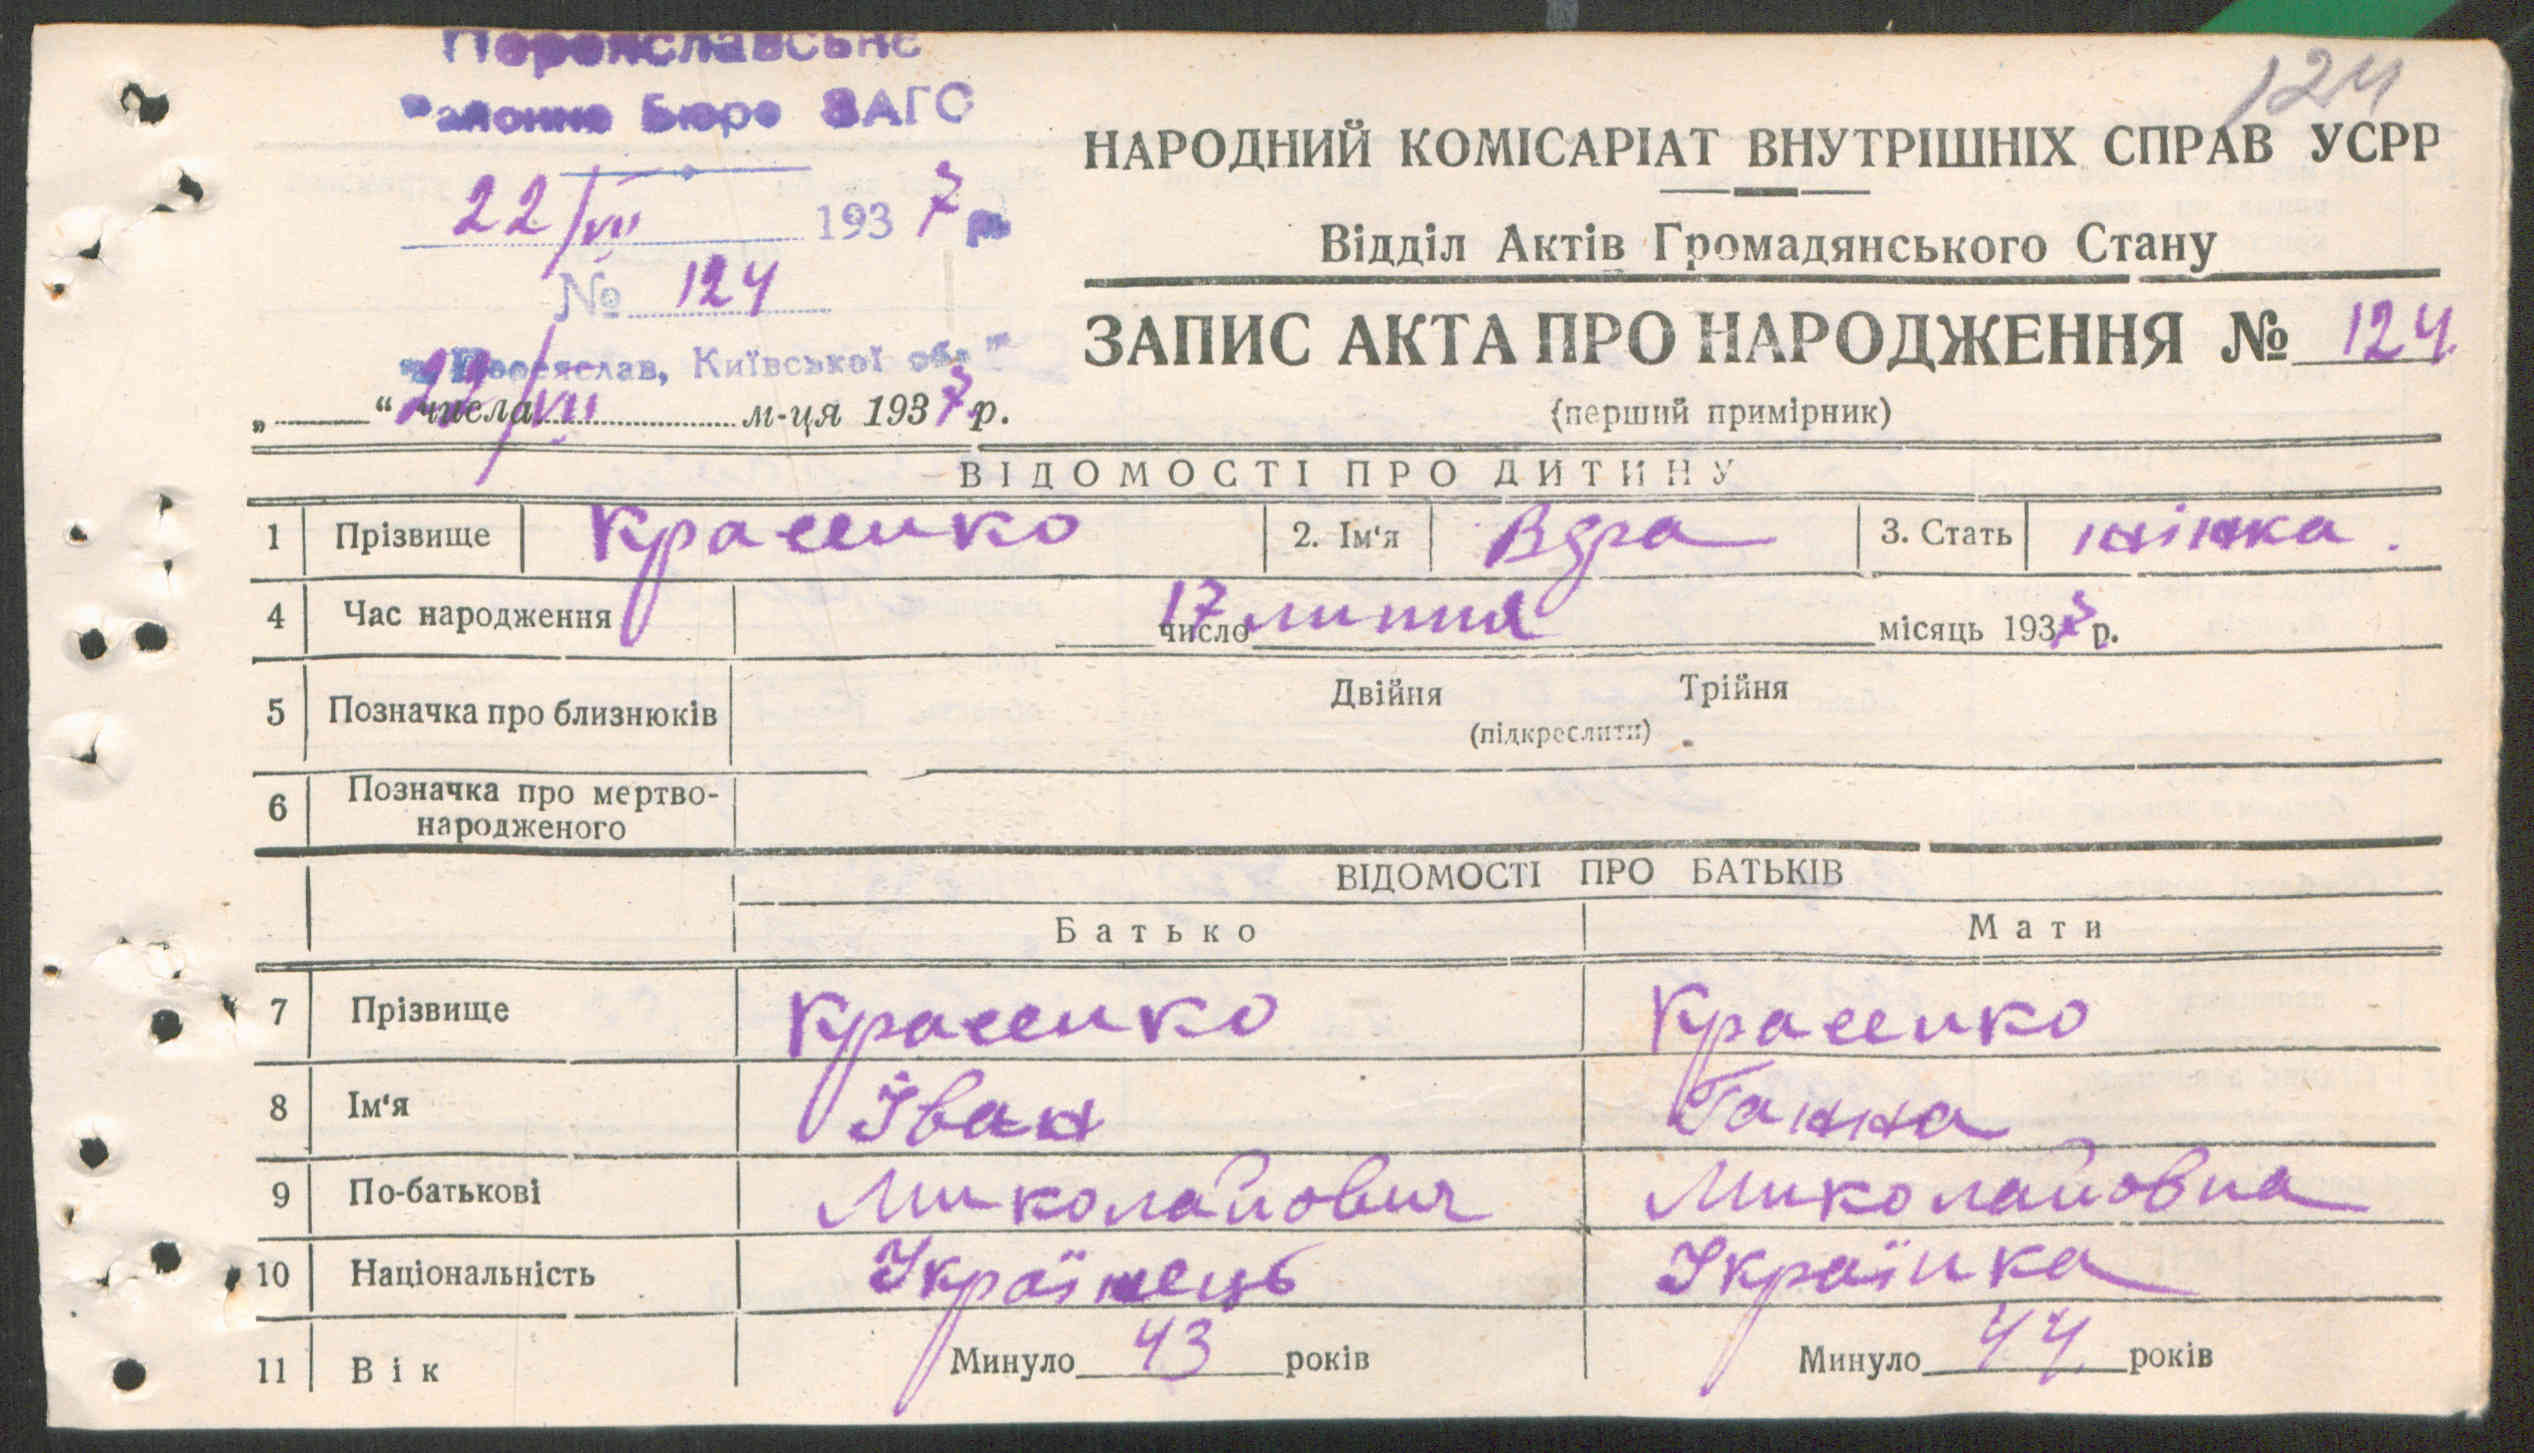 124
Переяславське
Районне Бюро ЗАГС
22/VII 1937 р
№ 124
м. Переяслав, Київської обл.
22/VII
„ “ числа м-ця 1937 р.
НАРОДНИЙ КОМІСАРІАТ ВНУТРІШНІХ СПРАВ УСРР
Відділ Актів Громадянського Стану
ЗАПИС АКТА ПРО НАРОДЖЕННЯ № 124
(перший примірник)
ВІДОМОСТІ ПРО ДИТИНУ
1 Прізвище Красенко 2. Ім‘я Вера 3. Стать жінка.
4 Час народження 17 число липня місяць 1937 р.
5 Позначка про близнюків Двійня Трійня
(підкреслити)
6 Позначка про мертво-
народженого
ВІДОМОСТІ ПРО БАТЬКІВ
Батько Мати
7 Прізвище Красенко Красенко
8 Ім‘я Іван Ганна
9 По-батькові Миколайович Миколайовна
10 Національність Українець Українка
11 Вік Минуло 43 років Минуло 44 років